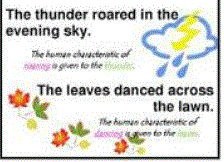 The thunder roared in the
evening sky.
The human characteristic of
roaring is given to the thunder.
The leaves danced across
the lawn.
The human characteristic of
dancing is given to the leaves.